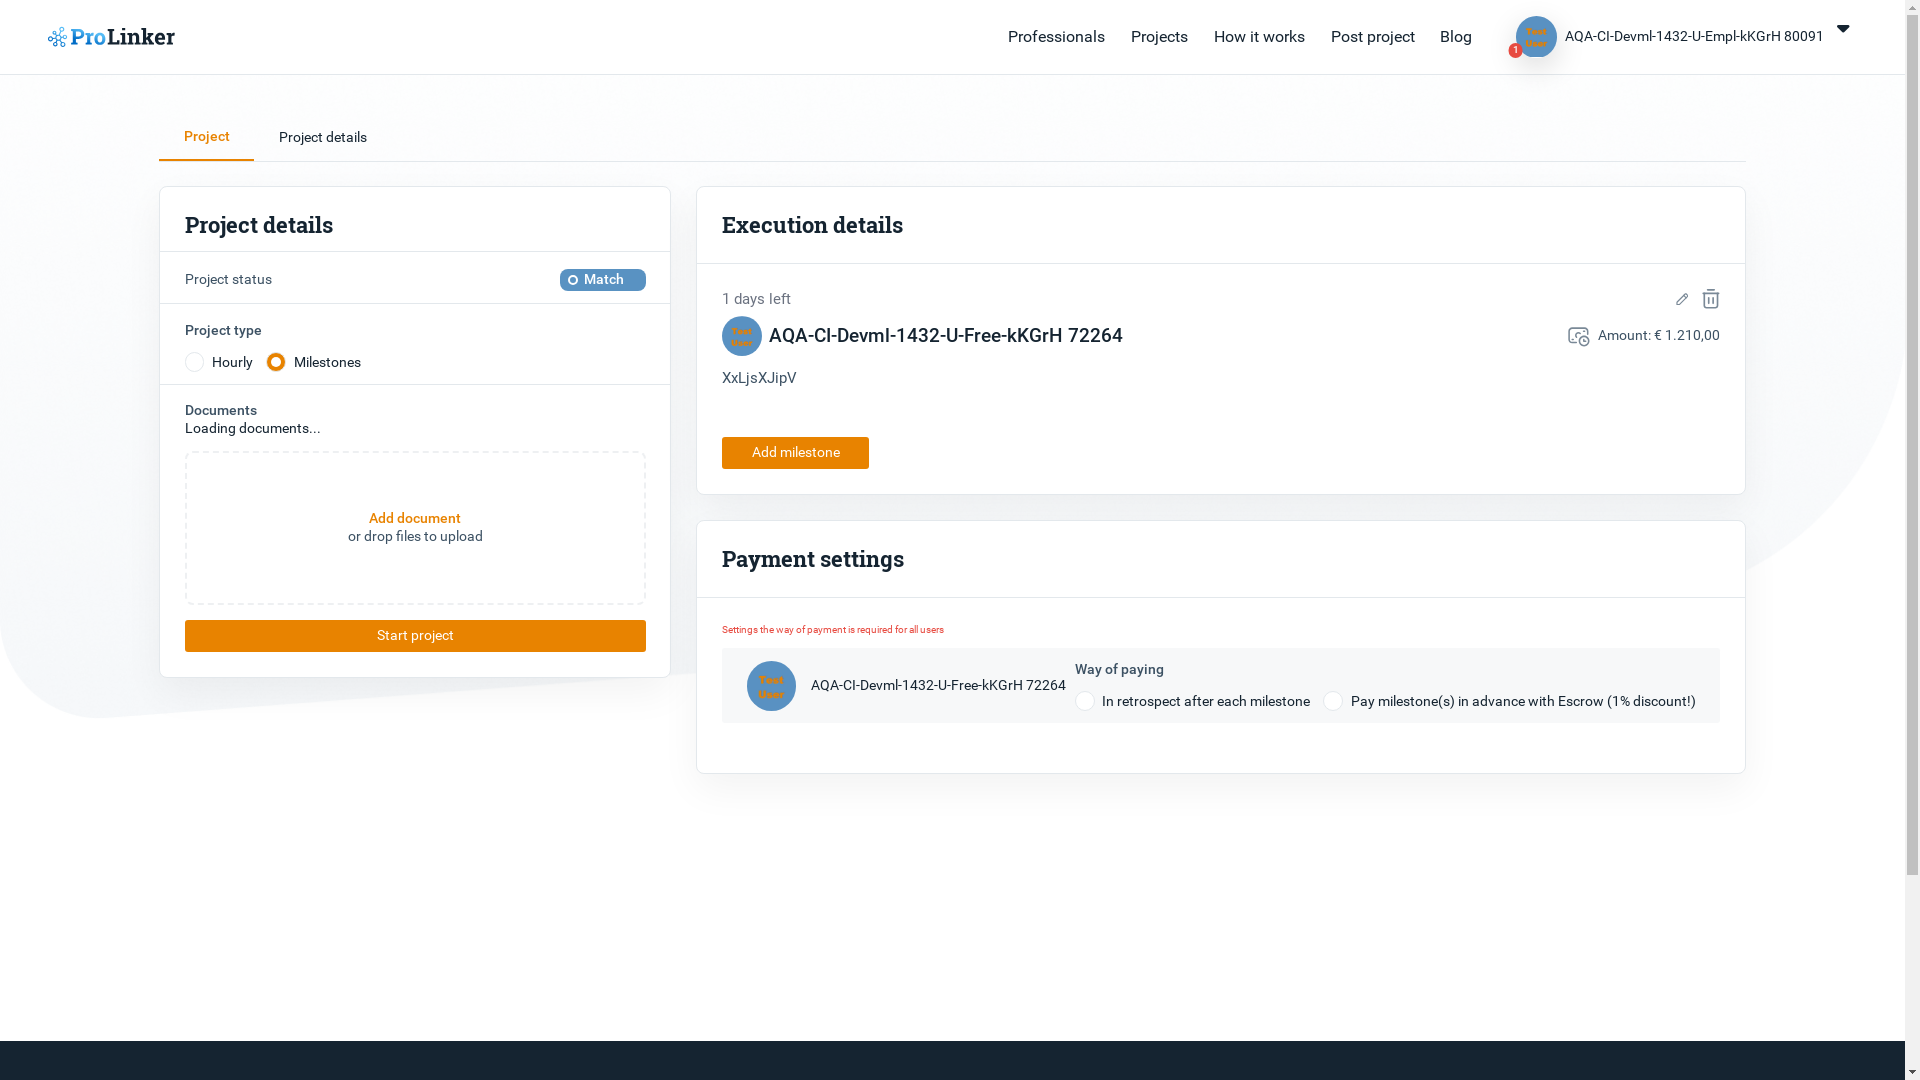 ProLinker
Professionals
Projects
How it works
Post project
Blog
Test
User
1
AQA-CI-Devml-1432-U-Empl-kKGrH 80091
Project
Project details
Project details
Project status
Match
Project type
Hourly
Milestones
Documents
Loading documents...
Add document
or drop files to upload
Start project
Execution details
1 days left
Test
User
AQA-CI-Devml-1432-U-Free-kKGrH 72264
Amount: € 1.210,00
XxLjsXJipV
Add milestone
Payment settings
Settings the way of payment is required for all users
Test
User
AQA-CI-Devml-1432-U-Free-kKGrH 72264
Way of paying
In retrospect after each milestone
Pay milestone(s) in advance with Escrow (1% discount!)